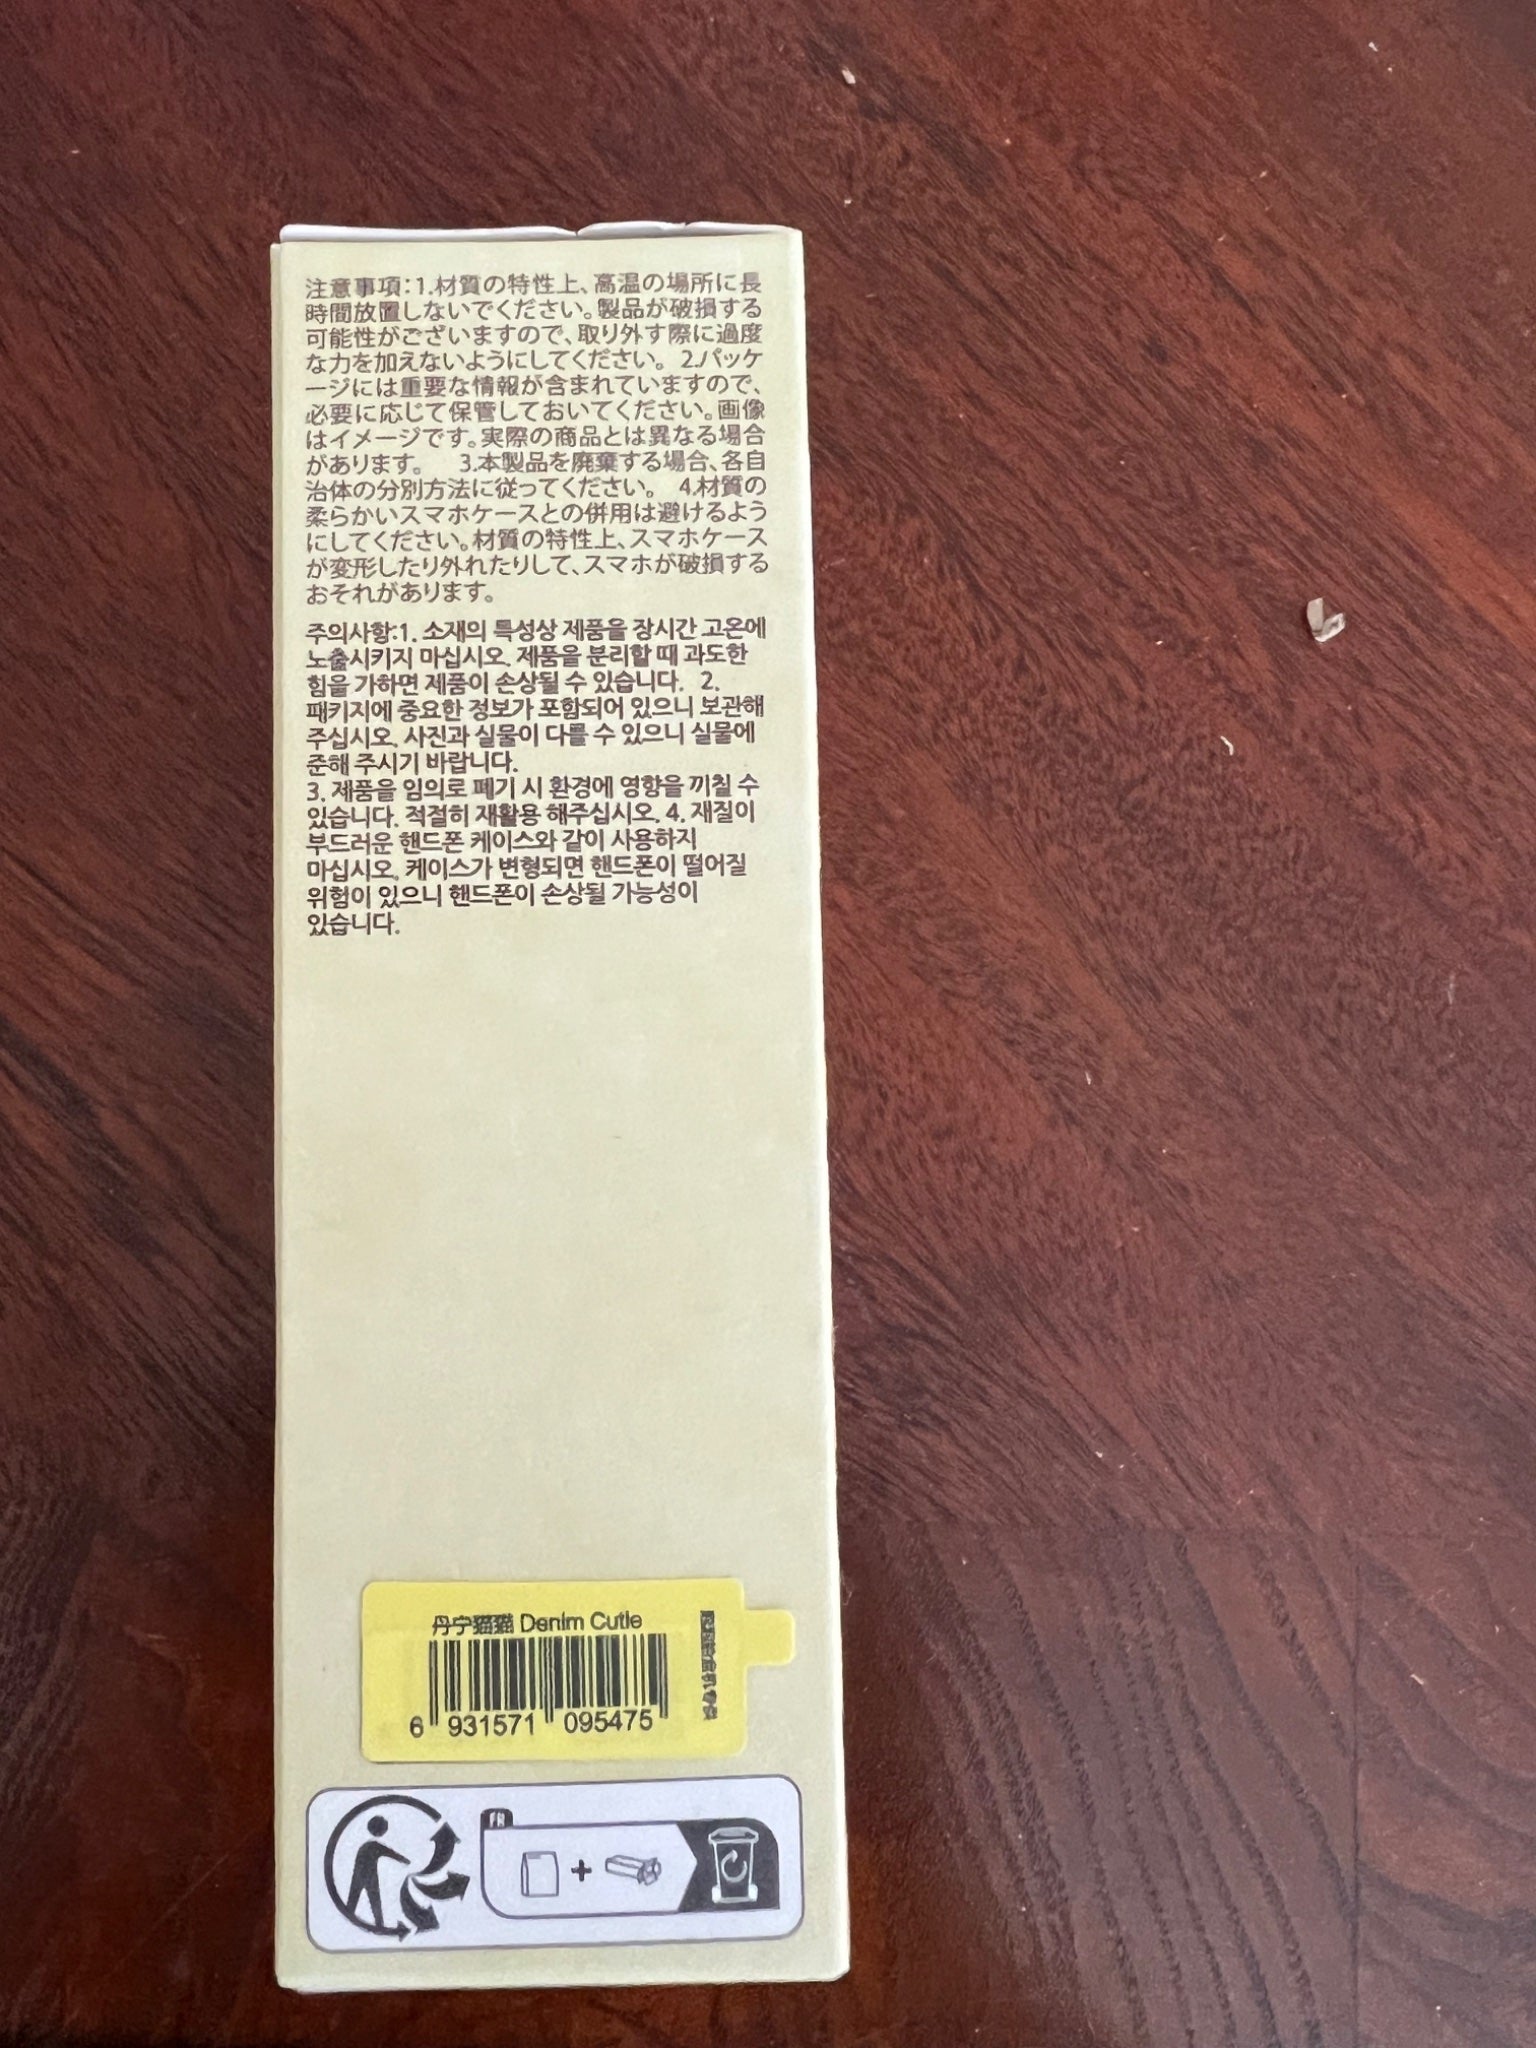 注意事項:1.材質の特性上、高温の場所に長
時間放置しないでください。製品が破損する
可能性がございますので、取り外す際に過度
な力を加えないようにしてください。 2.パッケ
ージには重要な情報が含まれていますので、
必要に応じて保管しておいてください。画像
はイメージです。実際の商品とは異なる場合
があります。 3.本製品を廃棄する場合、各自
治体の分別方法に従ってください。 4.材質の
柔らかいスマホケースとの併用は避けるよう
にしてください。材質の特性上、スマホケース
が変形したり外れたりして、スマホが破損する
おそれがあります。
주의사항:1. 소재의 특성상 제품을 장시간 고온에
노출시키지 마십시오. 제품을 분리할 때 과도한
힘을 가하면 제품이 손상될 수 있습니다. 2.
패키지에 중요한 정보가 포함되어 있으니 보관해
주십시오. 사진과 실물이 다를 수 있으니 실물에
준해 주시기 바랍니다.
3. 제품을 임의로 폐기 시 환경에 영향을 끼칠 수
있습니다. 적절히 재활용 해주십시오. 4. 재질이
부드러운 핸드폰 케이스와 같이 사용하지
마십시오. 케이스가 변형되면 핸드폰이 떨어질
위험이 있으니 핸드폰이 손상될 가능성이
있습니다.
丹宁猫猫 Denim Cutie
6 931571 095475
FR
+